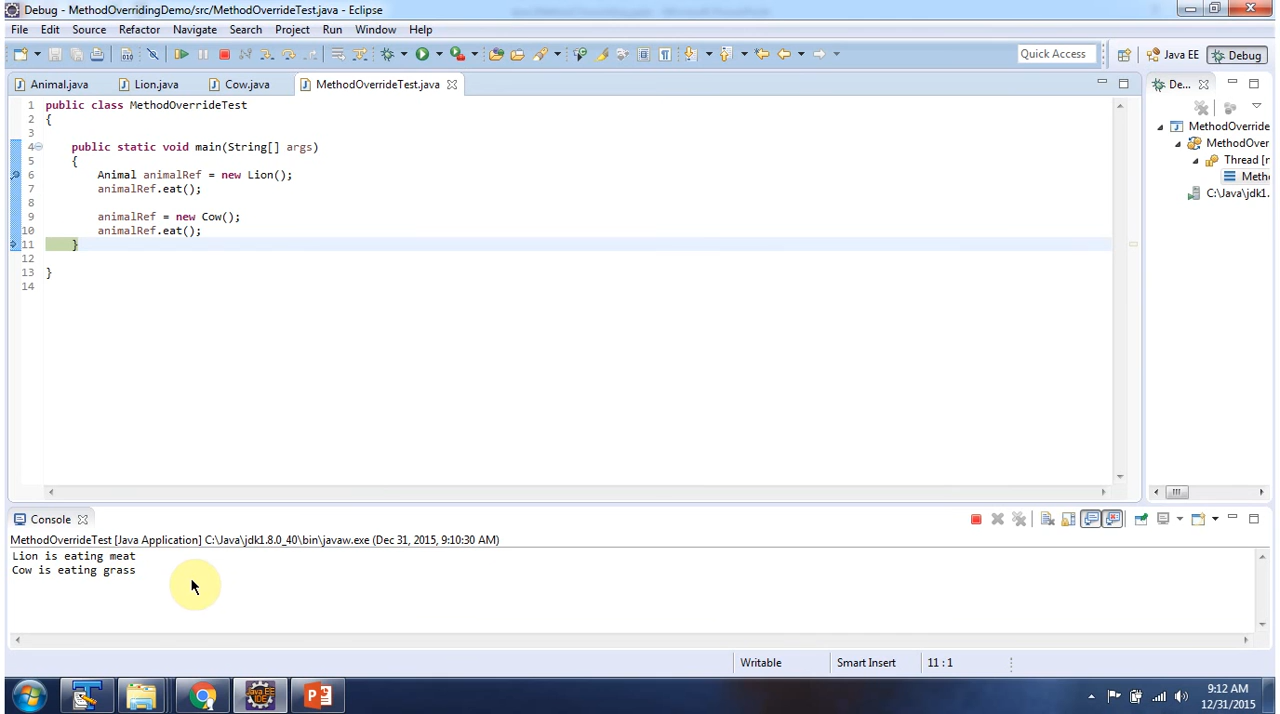 Debug - MethodOverridingDemo/src/MethodOverrideTest.java - Eclipse
File Edit Source Refactor Navigate Search Project Run Window Help
Quick Access Java EE Debug
Animal.java Lion.java Cow.java MethodOverrideTest.java De...
1 public class MethodOverrideTest
2 {
3
4 public static void main(String[] args)
5 {
6 Animal animalRef = new Lion();
7 animalRef.eat();
8
9 animalRef = new Cow();
10 animalRef.eat();
11 }
12
13 }
14
MethodOverride
MethodOver
Thread [
Metho
C:\Java\jdk1.
Console
MethodOverrideTest [Java Application] C:\Java\jdk1.8.0_40\bin\javaw.exe (Dec 31, 2015, 9:10:30 AM)
Lion is eating meat
Cow is eating grass
Writable Smart Insert 11 : 1
Java EE
IDE
9:12 AM
12/31/2015